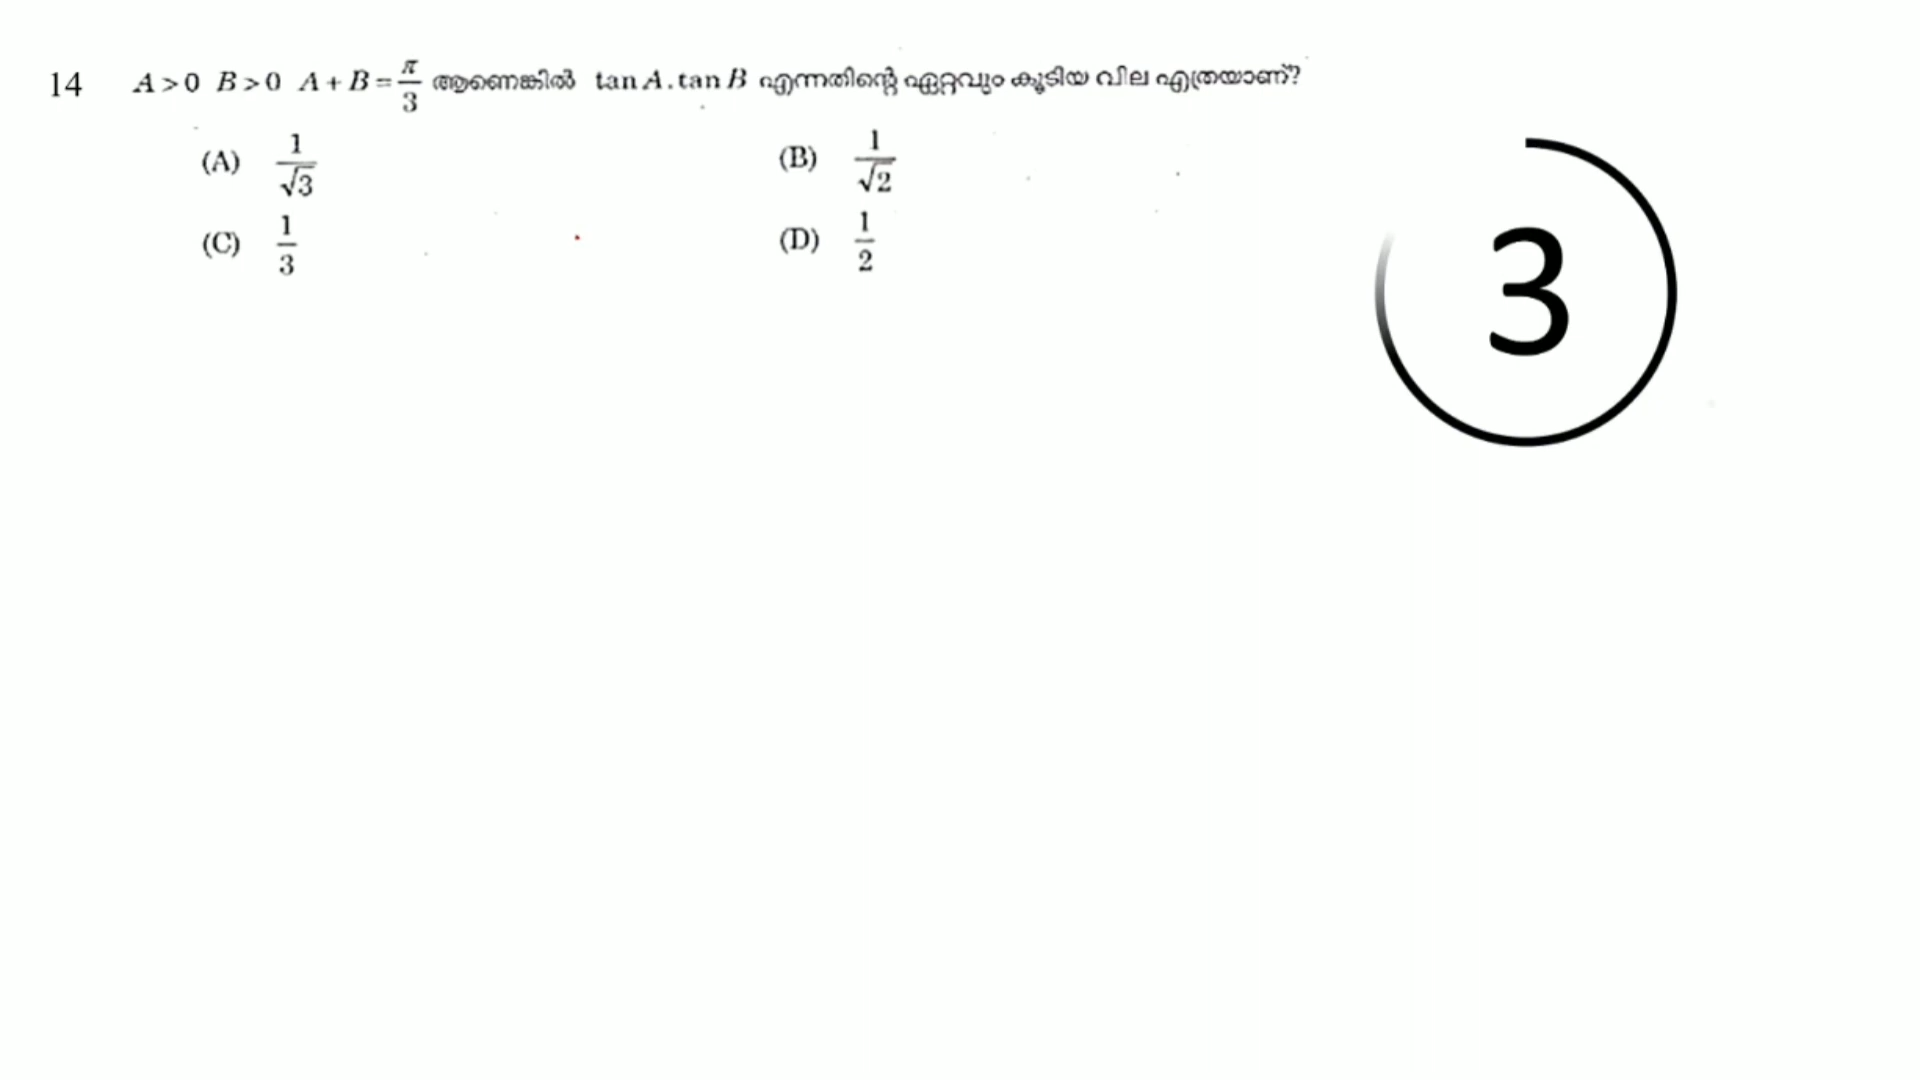 14 A > 0 B > 0 A + B = π/3 ആണെങ്കിൽ tan A . tan B എന്നതിന്റെ ഏറ്റവും കൂടിയ വില എത്രയാണ്?
(A) 1/√3 (B) 1/√2
(C) 1/3 (D) 1/2
3